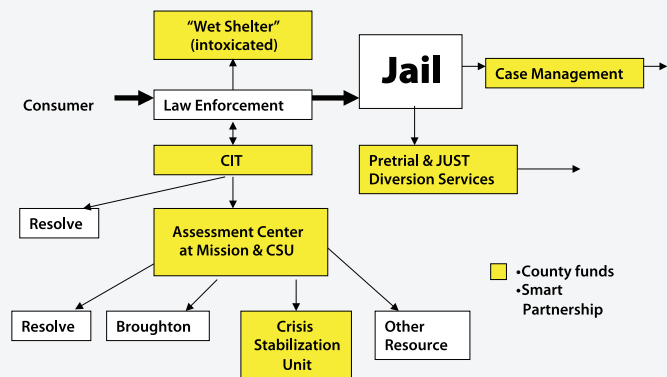 “Wet Shelter”
(intoxicated)
Jail
Case Management
Consumer
Law Enforcement
CIT
Pretrial & JUST
Diversion Services
Resolve
Assessment Center
at Mission & CSU
•County funds
•Smart
Partnership
Resolve
Broughton
Crisis
Stabilization
Unit
Other
Resource